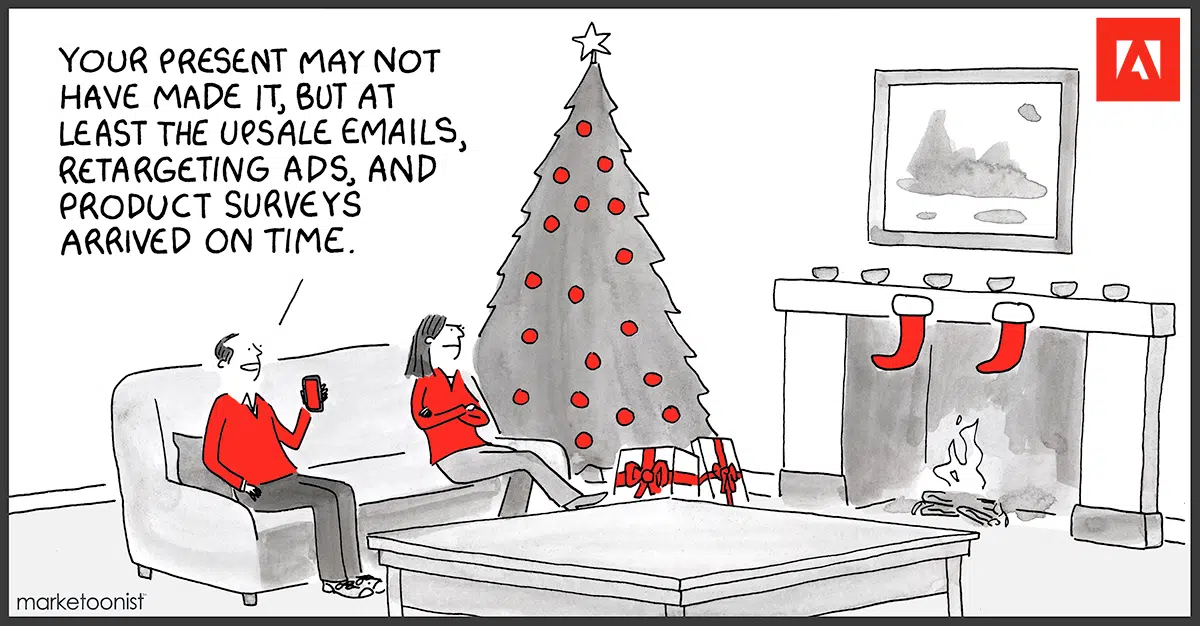 YOUR PRESENT MAY NOT
HAVE MADE IT, BUT AT
LEAST THE UPSALE EMAILS,
RETARGETING ADS, AND
PRODUCT SURVEYS
ARRIVED ON TIME.
marketoonist